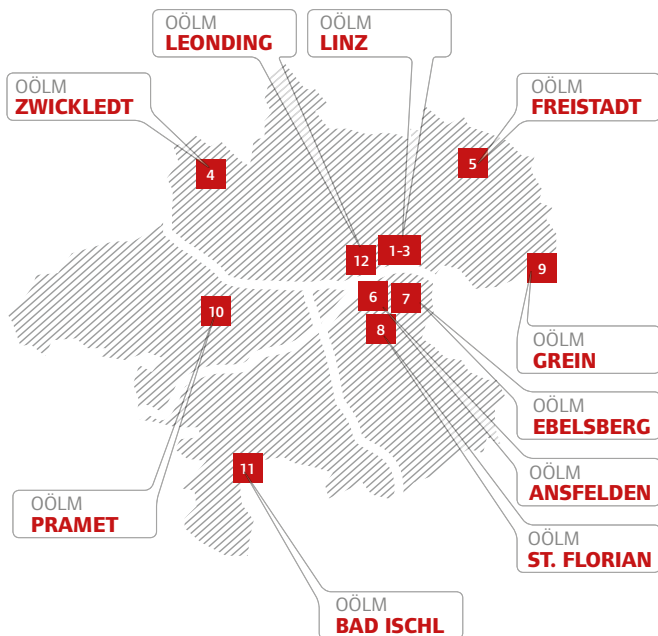 OÖLM
LEONDING
OÖLM
LINZ
OÖLM
ZWICKLEDT
OÖLM
FREISTADT
4
5
12
1-3
9
10
6
7
8
OÖLM
GREIN
OÖLM
EBELSBERG
11
OÖLM
ANSFELDEN
OÖLM
PRAMET
OÖLM
ST. FLORIAN
OÖLM
BAD ISCHL